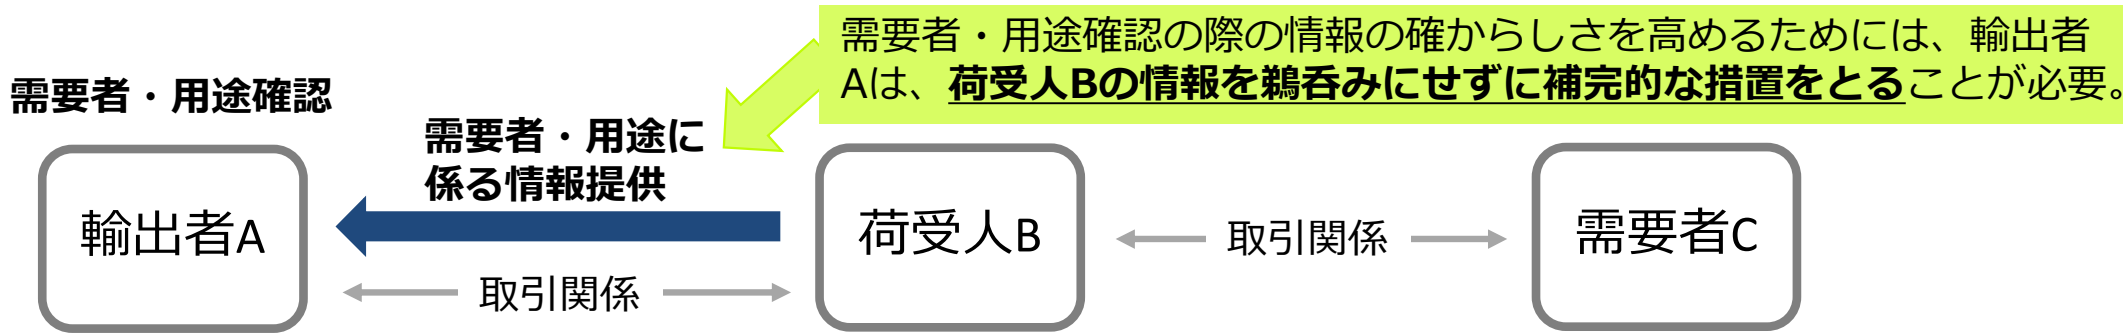 需要者・用途確認の際の情報の確からしさを高めるためには、輸出者
Aは、荷受人Bの情報を鵜呑みにせずに補完的な措置をとることが必要。
需要者・用途確認
需要者・用途に
係る情報提供
輸出者A
荷受人B
需要者C
取引関係
取引関係